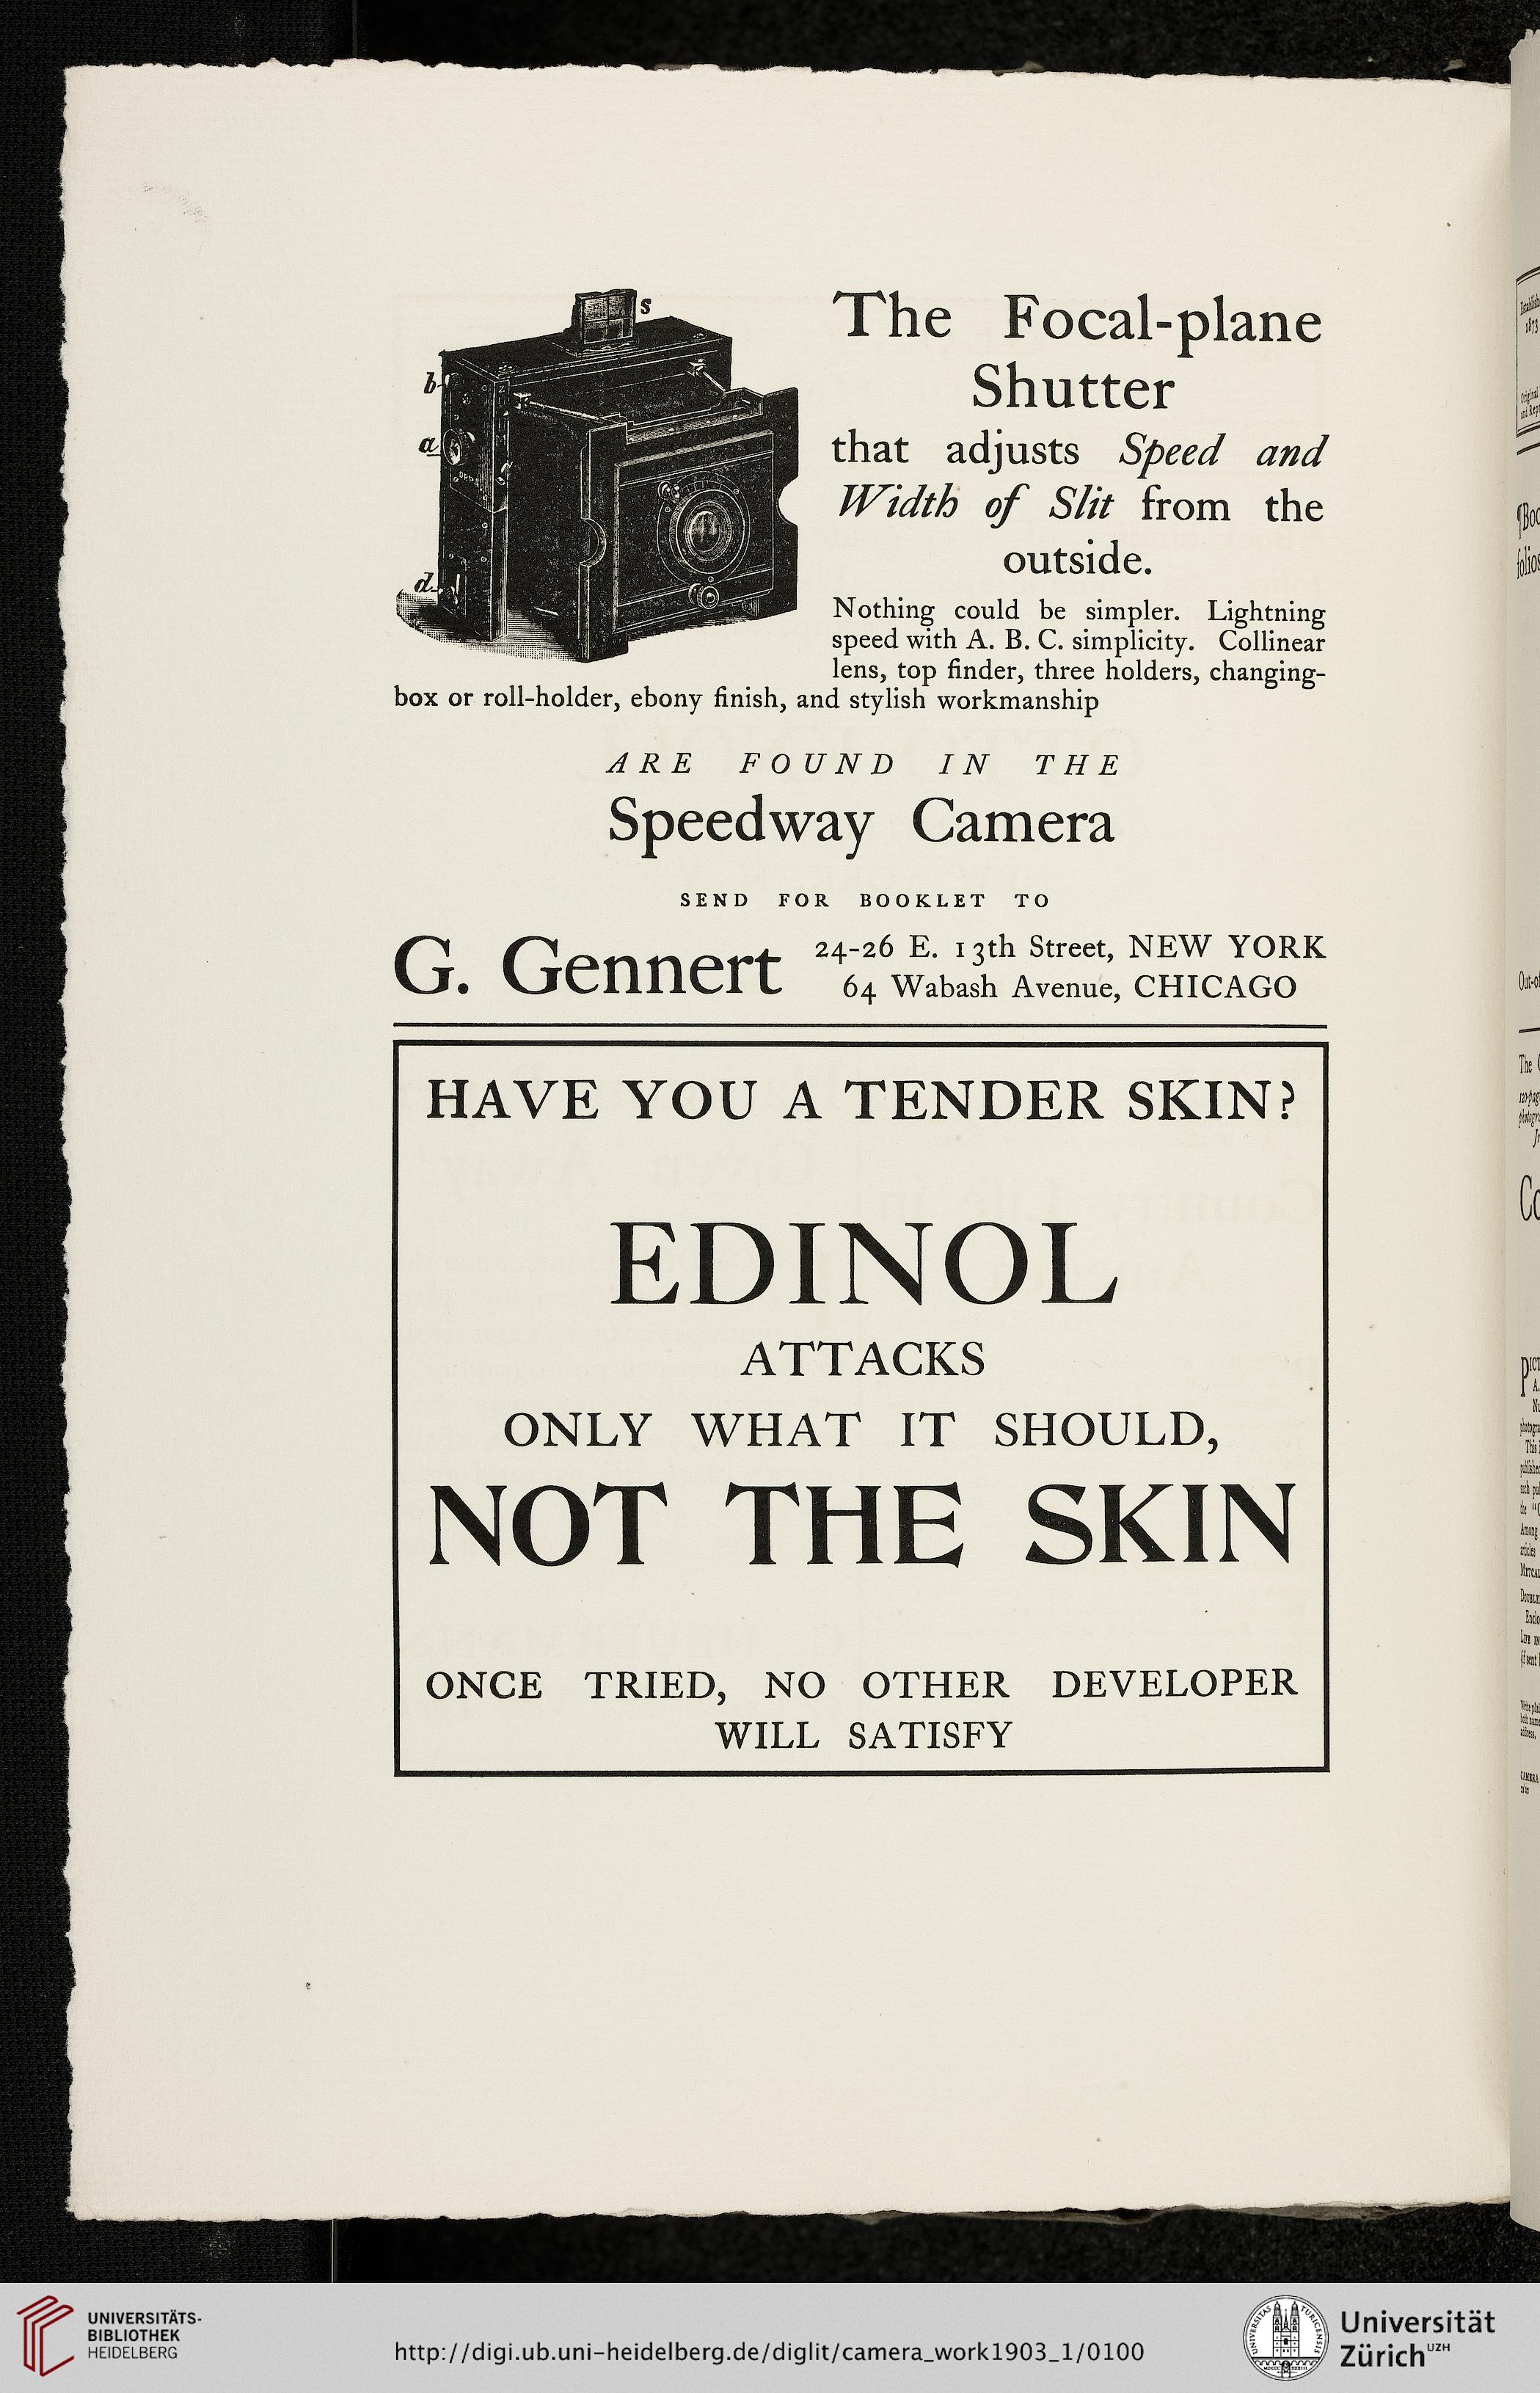 s
b
a
d
The Focal-plane
Shutter
that adjusts Speed and
Width of Slit from the
outside.
Nothing could be simpler. Lightning
speed with A. B. C. simplicity. Collinear
lens, top finder, three holders, changing-
box or roll-holder, ebony finish, and stylish workmanship
ARE FOUND IN THE
Speedway Camera
SEND FOR BOOKLET TO
G. Gennert
24-26 E. 13th Street, NEW YORK
64 Wabash Avenue, CHICAGO
HAVE YOU A TENDER SKIN?
EDINOL
ATTACKS
ONLY WHAT IT SHOULD,
NOT THE SKIN
ONCE TRIED, NO OTHER DEVELOPER
WILL SATISFY
UNIVERSITÄTS-
BIBLIOTHEK
HEIDELBERG
http://digi.ub.uni-heidelberg.de/diglit/camera_work1903_1/0100
Universität
Zürich UZH